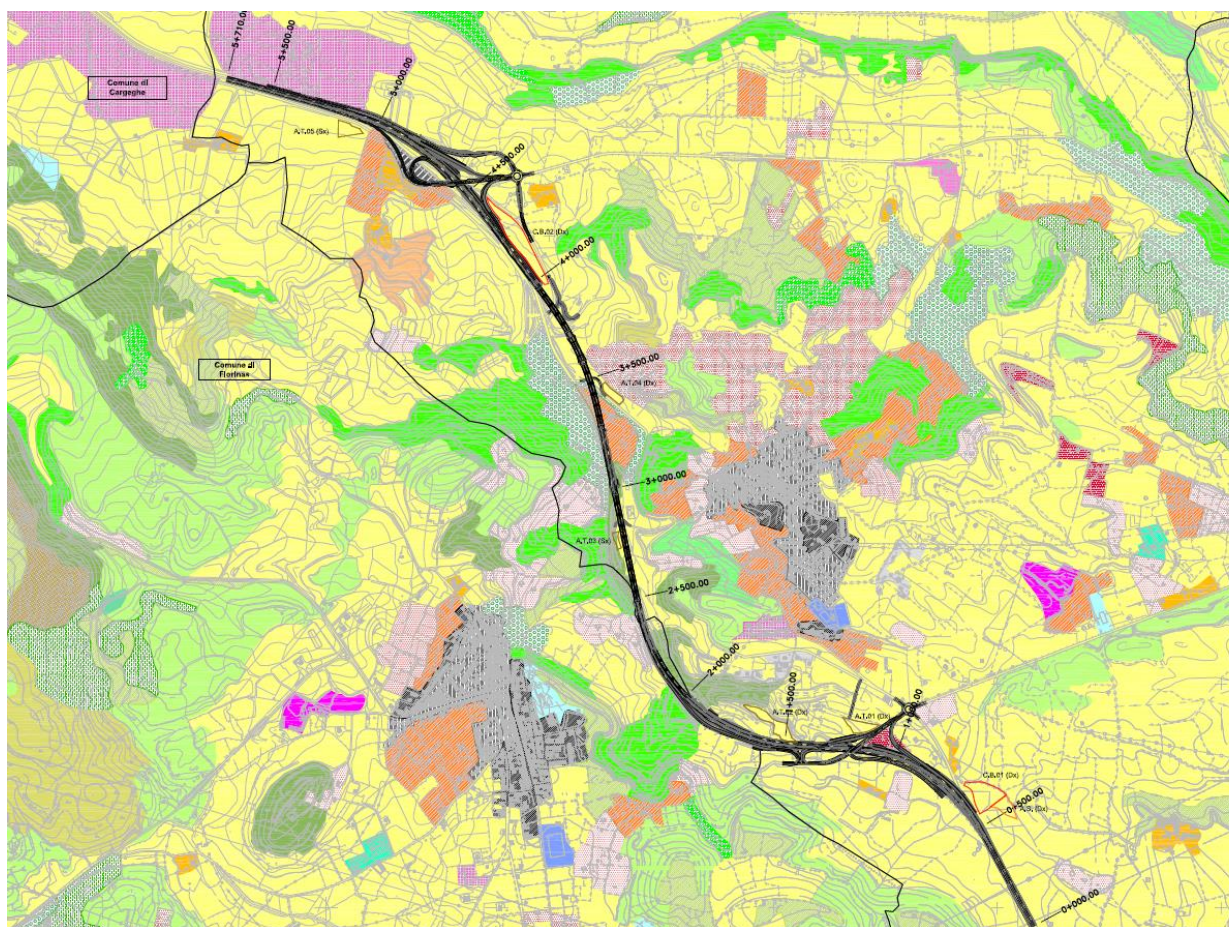 5+710.00
5+500.00
Comune di
Cargeghe
5+000.00
A.T.05 (Sx)
4+500.00
C.B.02 (Dx)
4+000.00
Comune di
Florinas
3+500.00
A.T.04 (Dx)
3+000.00
A.T.03 (Sx)
2+500.00
2+000.00
1+500.00
(Dx)
A.T.01 (Dx)
C.B.01 (Dx)
0+500.00
(Dx)
0+000.00